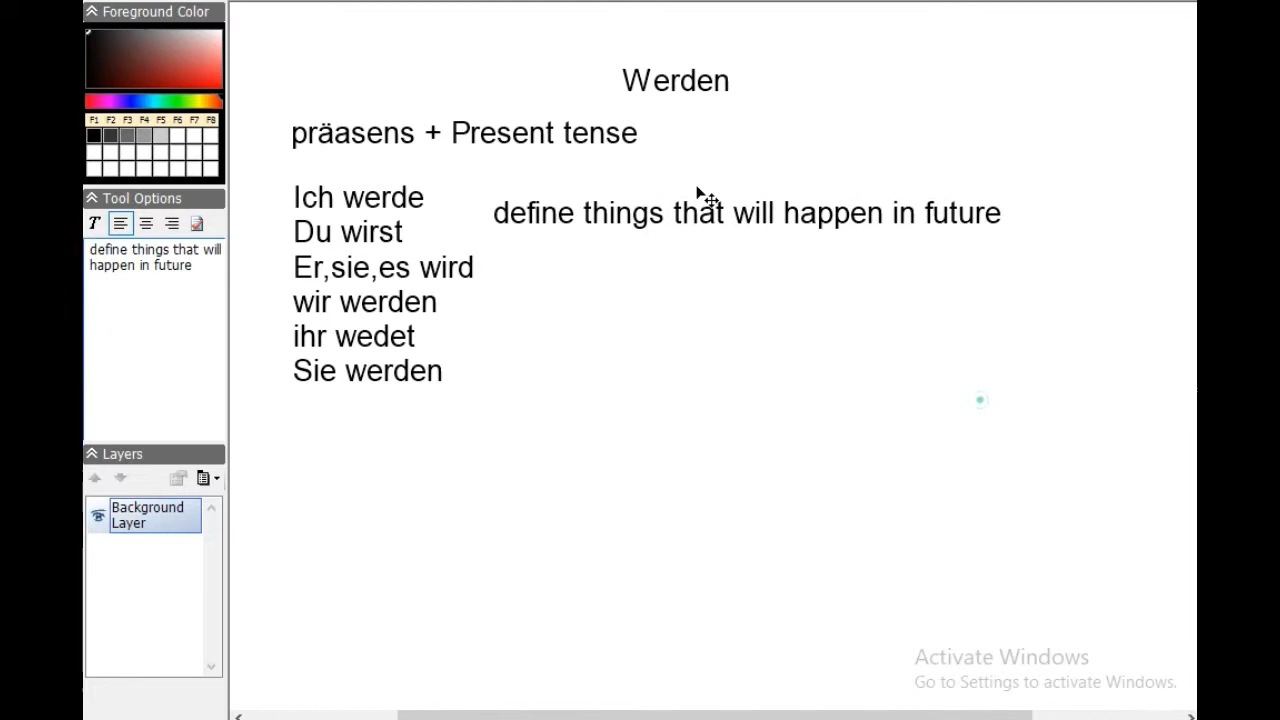 Foreground Color
F1 F2 F3 F4 F5 F6 F7 F8
Tool Options
T
define things that will
happen in future
Layers
Background
Layer
Werden
präasens + Present tense
Ich werde
Du wirst
Er,sie,es wird
wir werden
ihr wedet
Sie werden
define things that will happen in future
Activate Windows
Go to Settings to activate Windows.